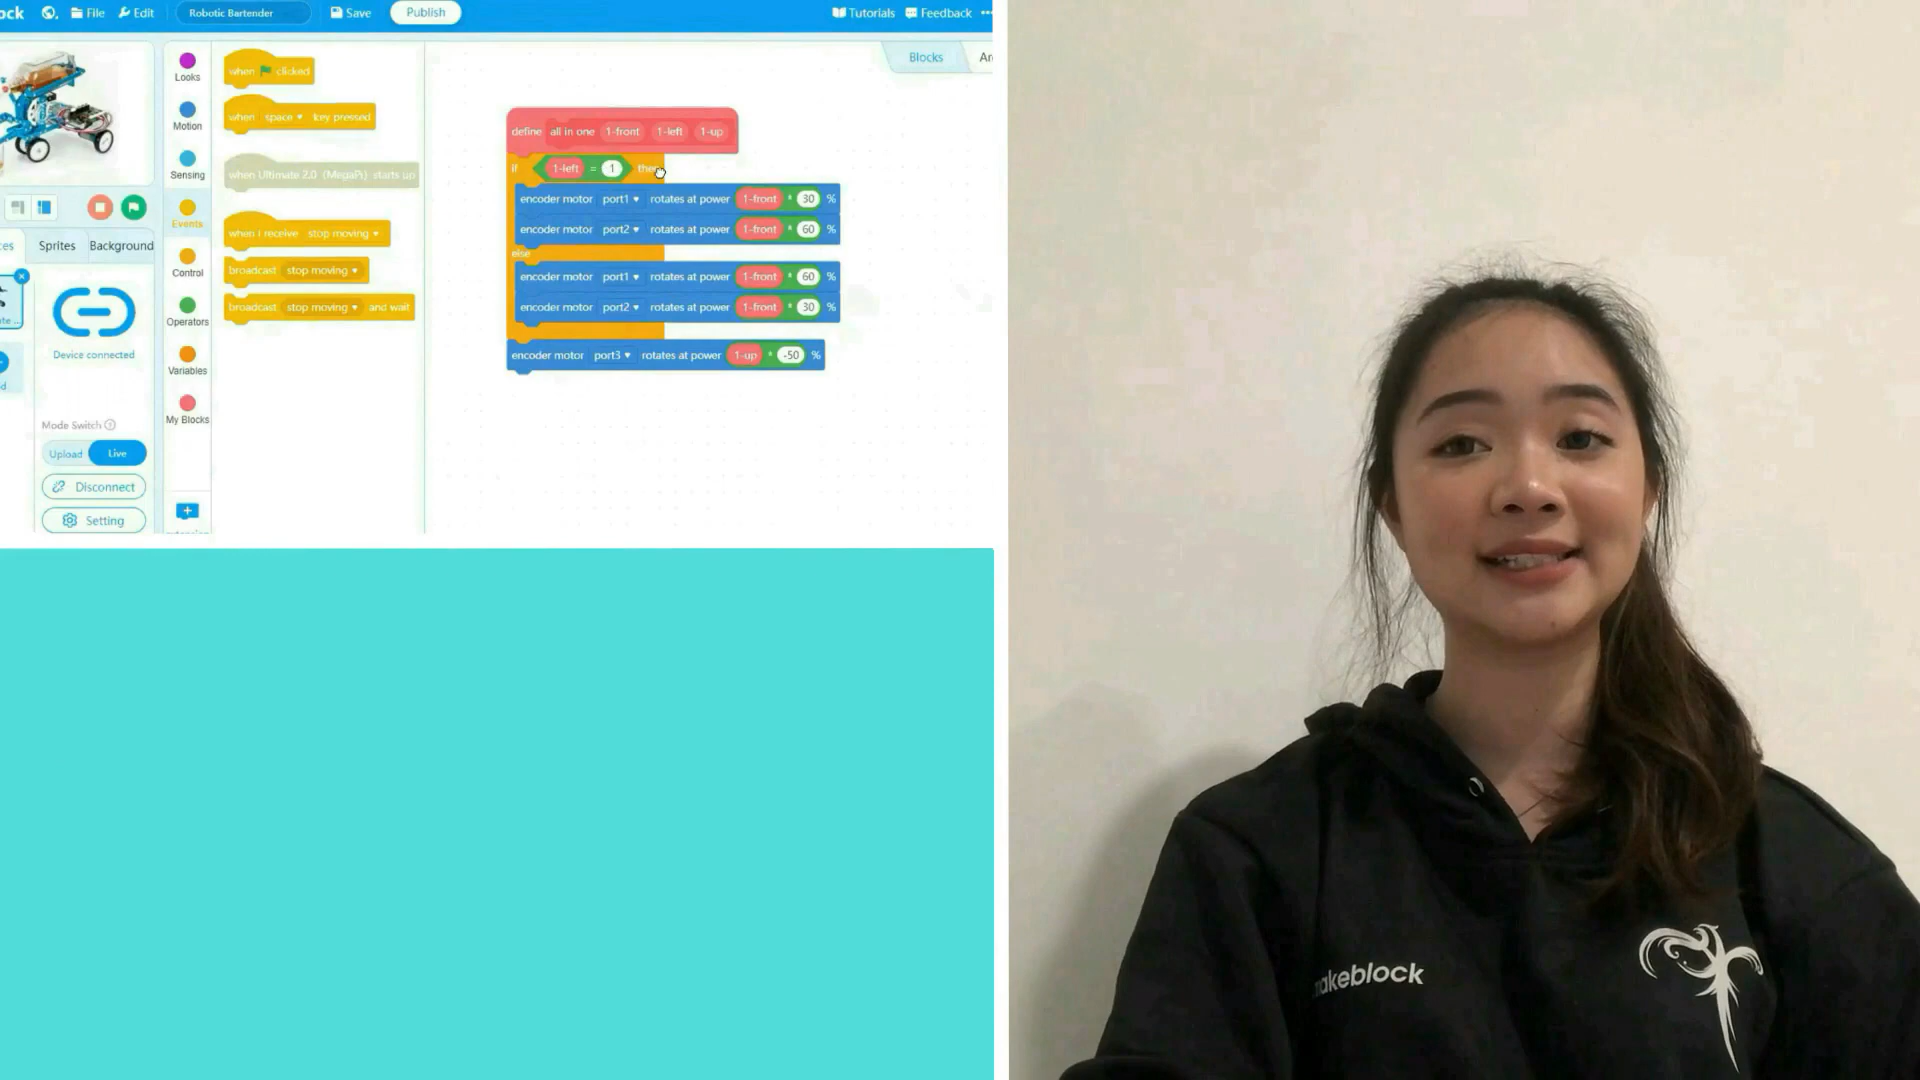 ock File Edit Robotic Bartender Save Publish Tutorials Feedback
Blocks
Looks
Motion
Sensing
Events
Control
Operators
Variables
My Blocks
when clicked
when space key pressed
when Ultimate 2.0 (MegaPi) starts up
when I receive stop moving
broadcast stop moving
broadcast stop moving and wait
define all in one 1-front 1-left 1-up
if 1-left = 1 then
encoder motor port1 rotates at power 1-front * 30 %
encoder motor port2 rotates at power 1-front * 60 %
else
encoder motor port1 rotates at power 1-front * 60 %
encoder motor port2 rotates at power 1-front * 30 %
encoder motor port3 rotates at power 1-up * -50 %
Sprites Background
Device connected
Mode Switch
Upload Live
Disconnect
Setting
akeblock